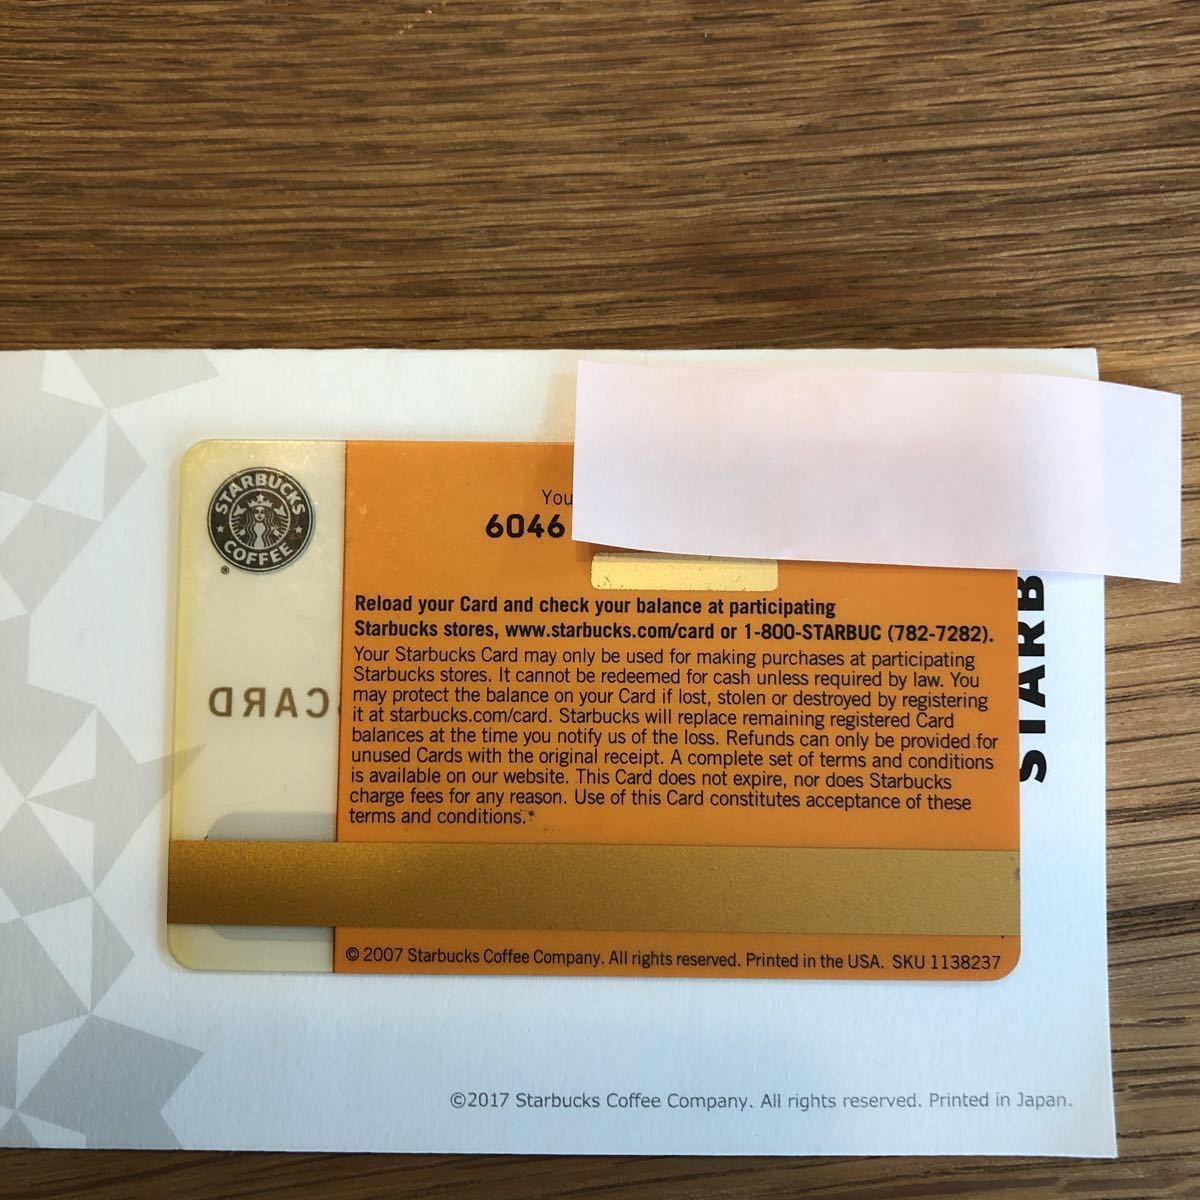 STARBUCKS
COFFEE
®
You
6046
Reload your Card and check your balance at participating
Starbucks stores, www.starbucks.com/card or 1-800-STARBUC (782-7282).
Your Starbucks Card may only be used for making purchases at participating
Starbucks stores. It cannot be redeemed for cash unless required by law. You
may protect the balance on your Card if lost, stolen or destroyed by registering
it at starbucks.com/card. Starbucks will replace remaining registered Card
balances at the time you notify us of the loss. Refunds can only be provided for
unused Cards with the original receipt. A complete set of terms and conditions
is available on our website. This Card does not expire, nor does Starbucks
charge fees for any reason. Use of this Card constitutes acceptance of these
terms and conditions.
CARD
STARB
© 2007 Starbucks Coffee Company. All rights reserved. Printed in the USA. SKU 1138237
©2017 Starbucks Coffee Company. All rights reserved. Printed in Japan.